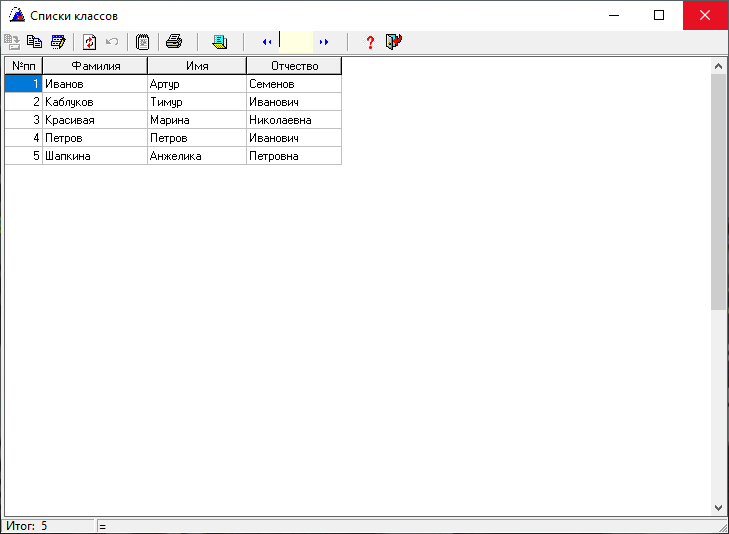 Списки классов
№пп Фамилия Имя Отчество
1 Иванов Артур Семенов
2 Каблуков Тимур Иванович
3 Красивая Марина Николаевна
4 Петров Петров Иванович
5 Шапкина Анжелика Петровна
Итог: 5 =